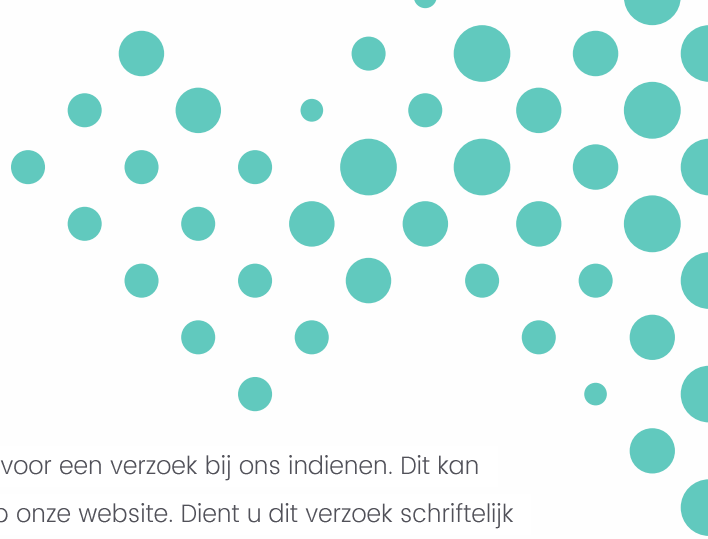 voor een verzoek bij ons indienen. Dit kan
onze website. Dient u dit verzoek schriftelijk